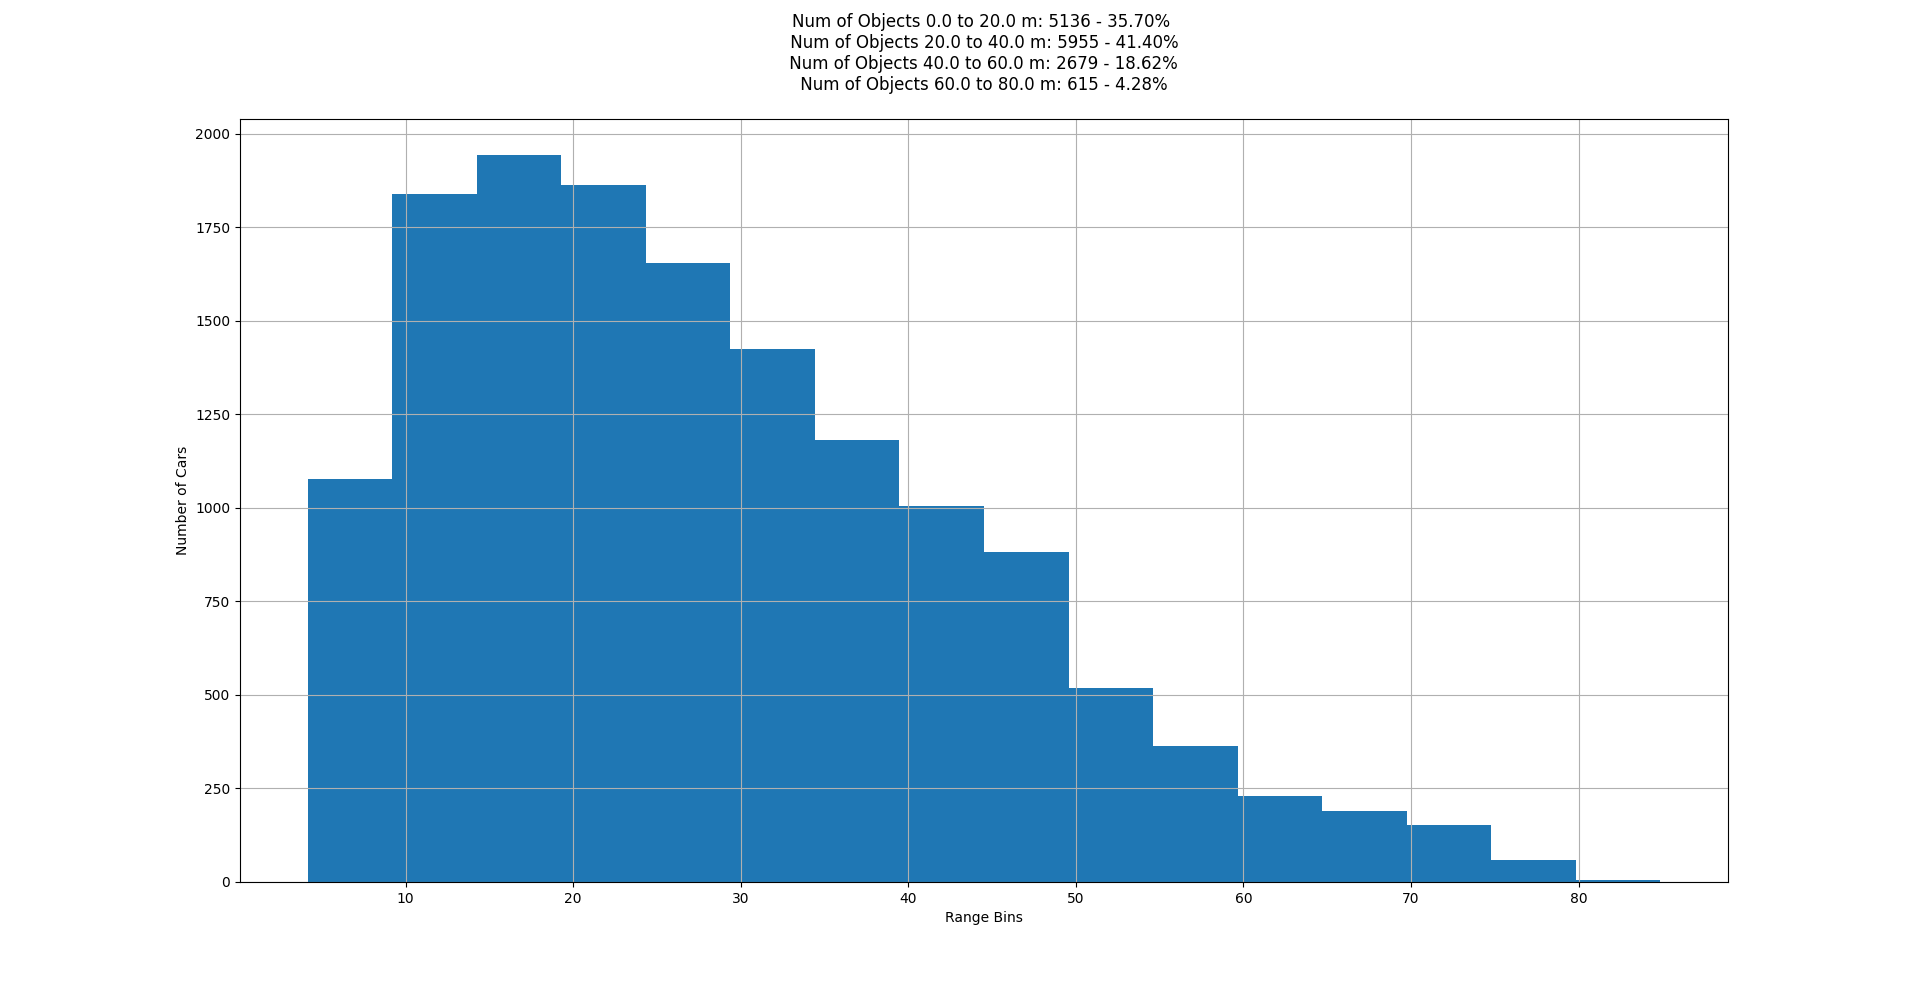 Num of Objects 0.0 to 20.0 m: 5136 - 35.70%
Num of Objects 20.0 to 40.0 m: 5955 - 41.40%
Num of Objects 40.0 to 60.0 m: 2679 - 18.62%
Num of Objects 60.0 to 80.0 m: 615 - 4.28%
2000
1750
1500
1250
1000
750
500
250
0
Number of Cars
10 20 30 40 50 60 70 80
Range Bins